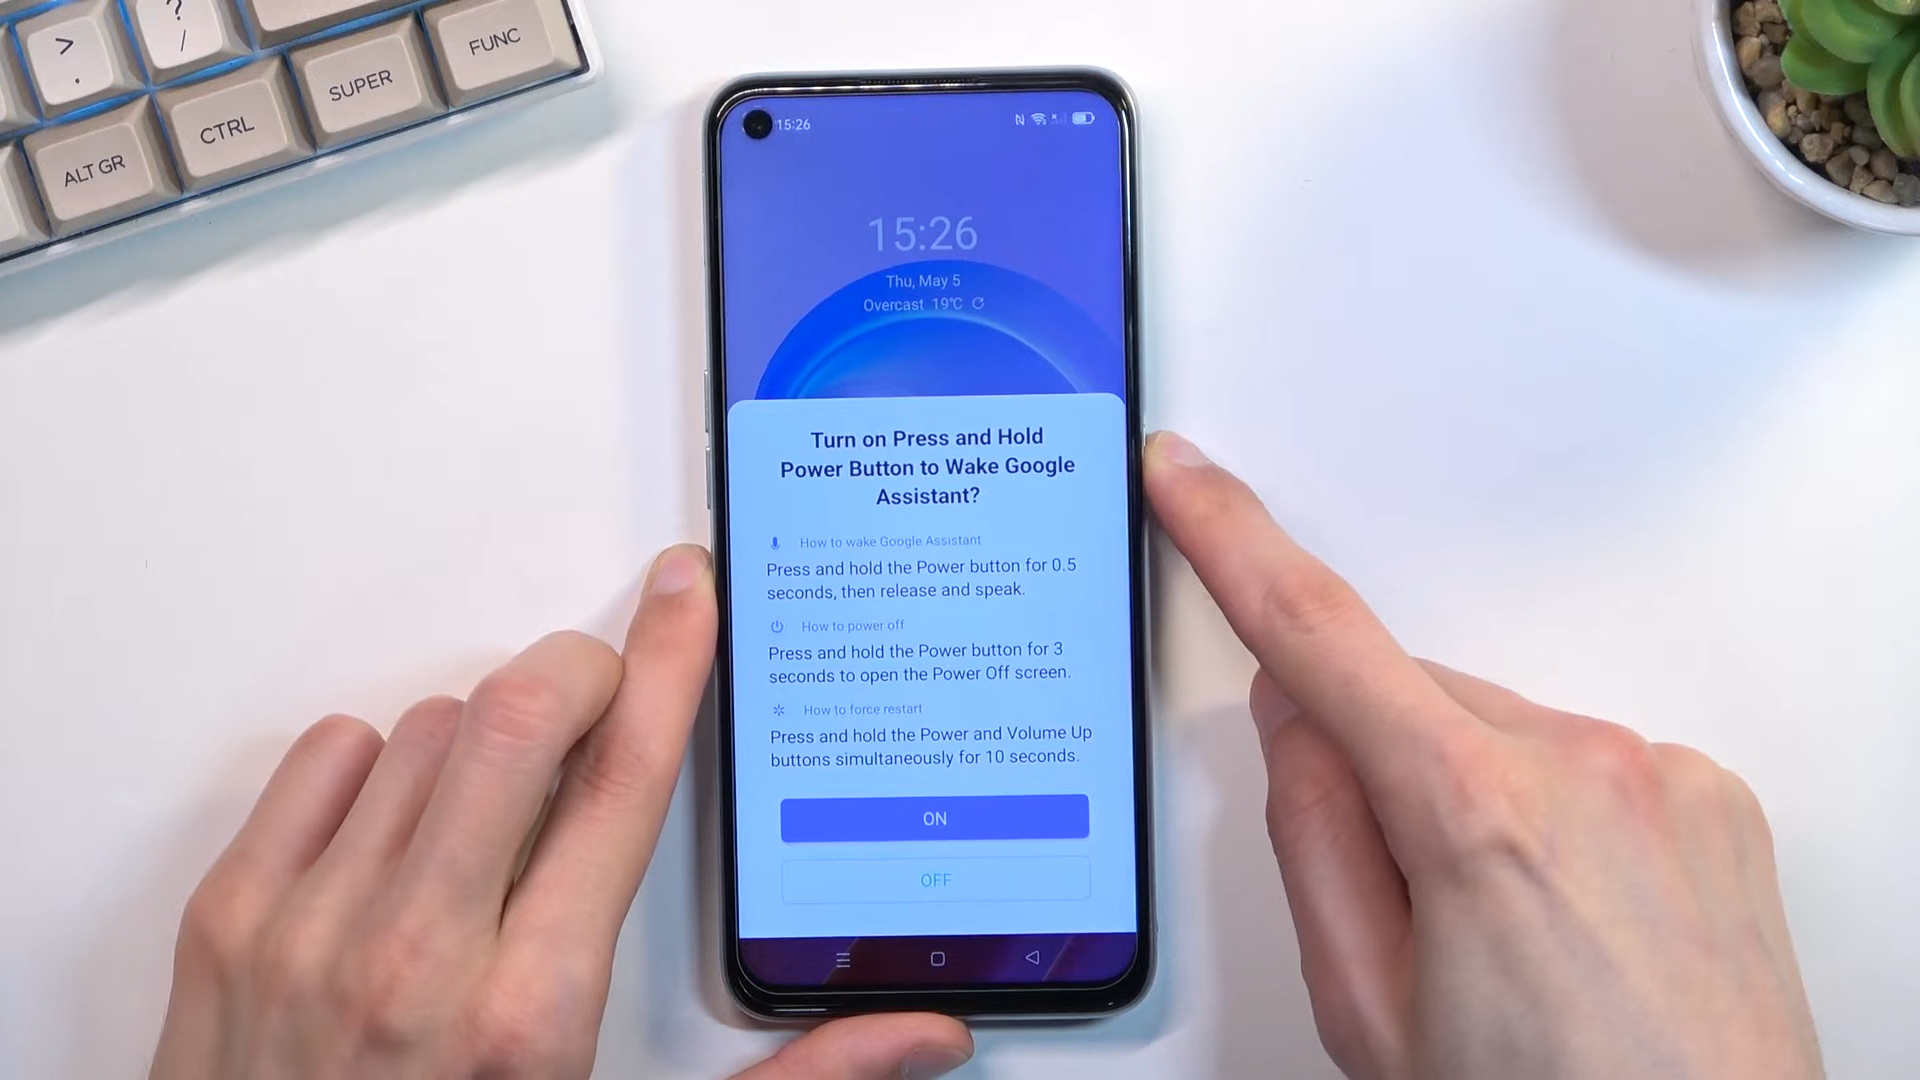 > .
? /
ALT GR
CTRL
SUPER
FUNC
15:26
15:26
Thu, May 5
Overcast 19°C
Turn on Press and Hold
Power Button to Wake Google
Assistant?
How to wake Google Assistant
Press and hold the Power button for 0.5
seconds, then release and speak.
How to power off
Press and hold the Power button for 3
seconds to open the Power Off screen.
How to force restart
Press and hold the Power and Volume Up
buttons simultaneously for 10 seconds.
ON
OFF